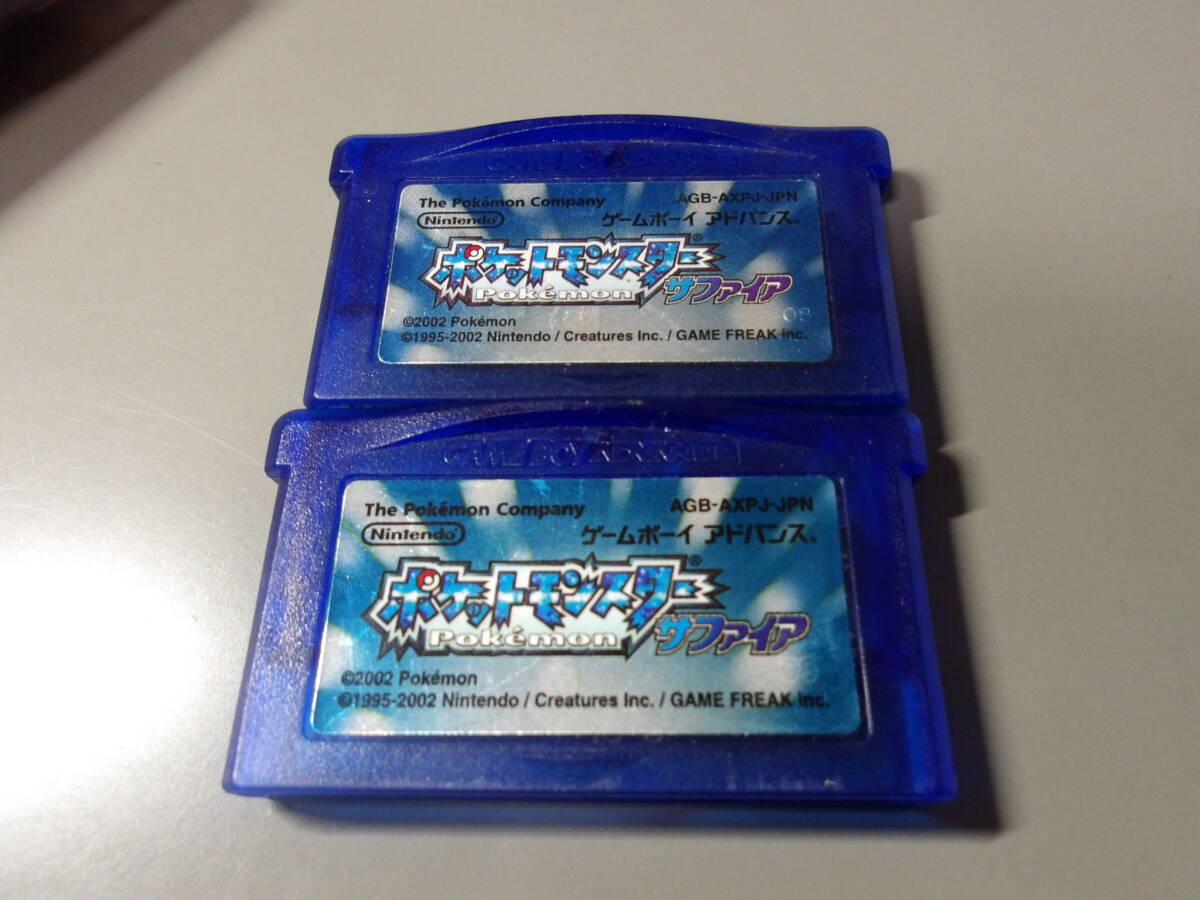 GAME BOY ADVANCE
The Pokémon Company
AGB-AXPJ-JPN
Nintendo
ゲームボーイ アドバンス®
ポケットモンスター®
Pokémon
サファイア
08
©2002 Pokémon
©1995-2002 Nintendo / Creatures Inc. / GAME FREAK inc.
GAME BOY ADVANCE
The Pokémon Company
AGB-AXPJ-JPN
Nintendo®
ゲームボーイ アドバンス®
ポケットモンスター®
Pokémon
サファイア
©2002 Pokémon
©1995-2002 Nintendo / Creatures Inc. / GAME FREAK inc.